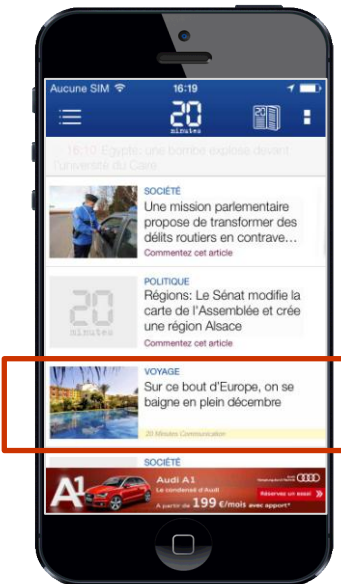 Aucune SIM 16:19
20
minutes
16:10 Egypte: une bombe explose devant
l'université du Caire
SOCIÉTÉ
Une mission parlementaire
propose de transformer des
délits routiers en contrave...
Commentez cet article
20
minutes
POLITIQUE
Régions: Le Sénat modifie la
carte de l'Assemblée et crée
une région Alsace
Commentez cet article
VOYAGE
Sur ce bout d'Europe, on se
baigne en plein décembre
20 Minutes Communication
SOCIÉTÉ
A1
Audi A1
Le condensé d'Audi
A partir de 199 €/mois avec apport*
Audi
Réservez un essai